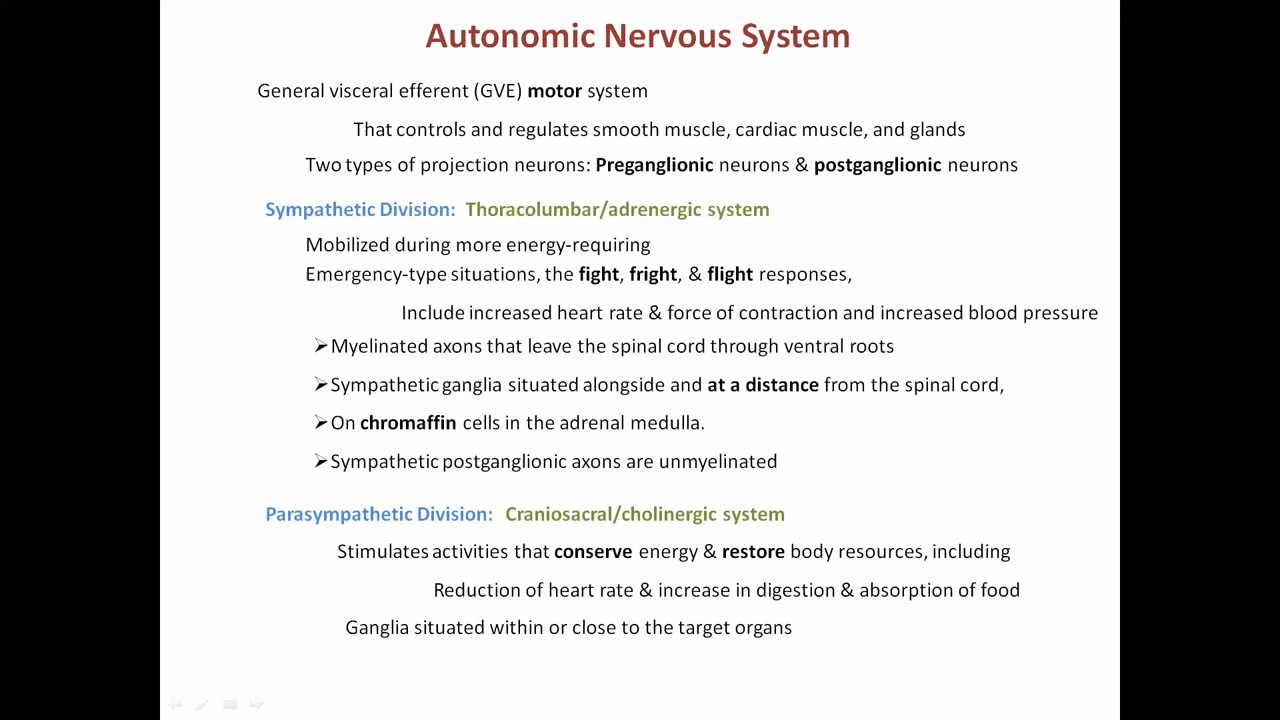 Autonomic Nervous System
General visceral efferent (GVE) motor system
That controls and regulates smooth muscle, cardiac muscle, and glands
Two types of projection neurons: Preganglionic neurons & postganglionic neurons
Sympathetic Division: Thoracolumbar/adrenergic system
Mobilized during more energy-requiring
Emergency-type situations, the fight, fright, & flight responses,
Include increased heart rate & force of contraction and increased blood pressure
➢Myelinated axons that leave the spinal cord through ventral roots
➢Sympathetic ganglia situated alongside and at a distance from the spinal cord,
➢On chromaffin cells in the adrenal medulla.
➢Sympathetic postganglionic axons are unmyelinated
Parasympathetic Division: Craniosacral/cholinergic system
Stimulates activities that conserve energy & restore body resources, including
Reduction of heart rate & increase in digestion & absorption of food
Ganglia situated within or close to the target organs